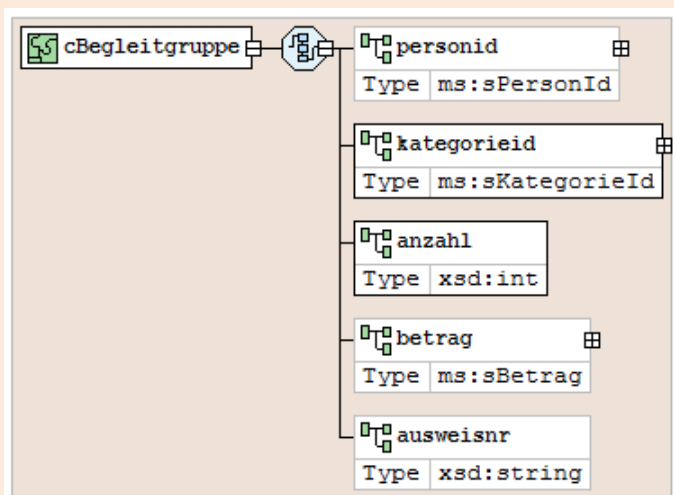 cBegleitgruppe
personid
Type ms:sPersonId
kategorieid
Type ms:sKategorieId
anzahl
Type xsd:int
betrag
Type ms:sBetrag
ausweisnr
Type xsd:string